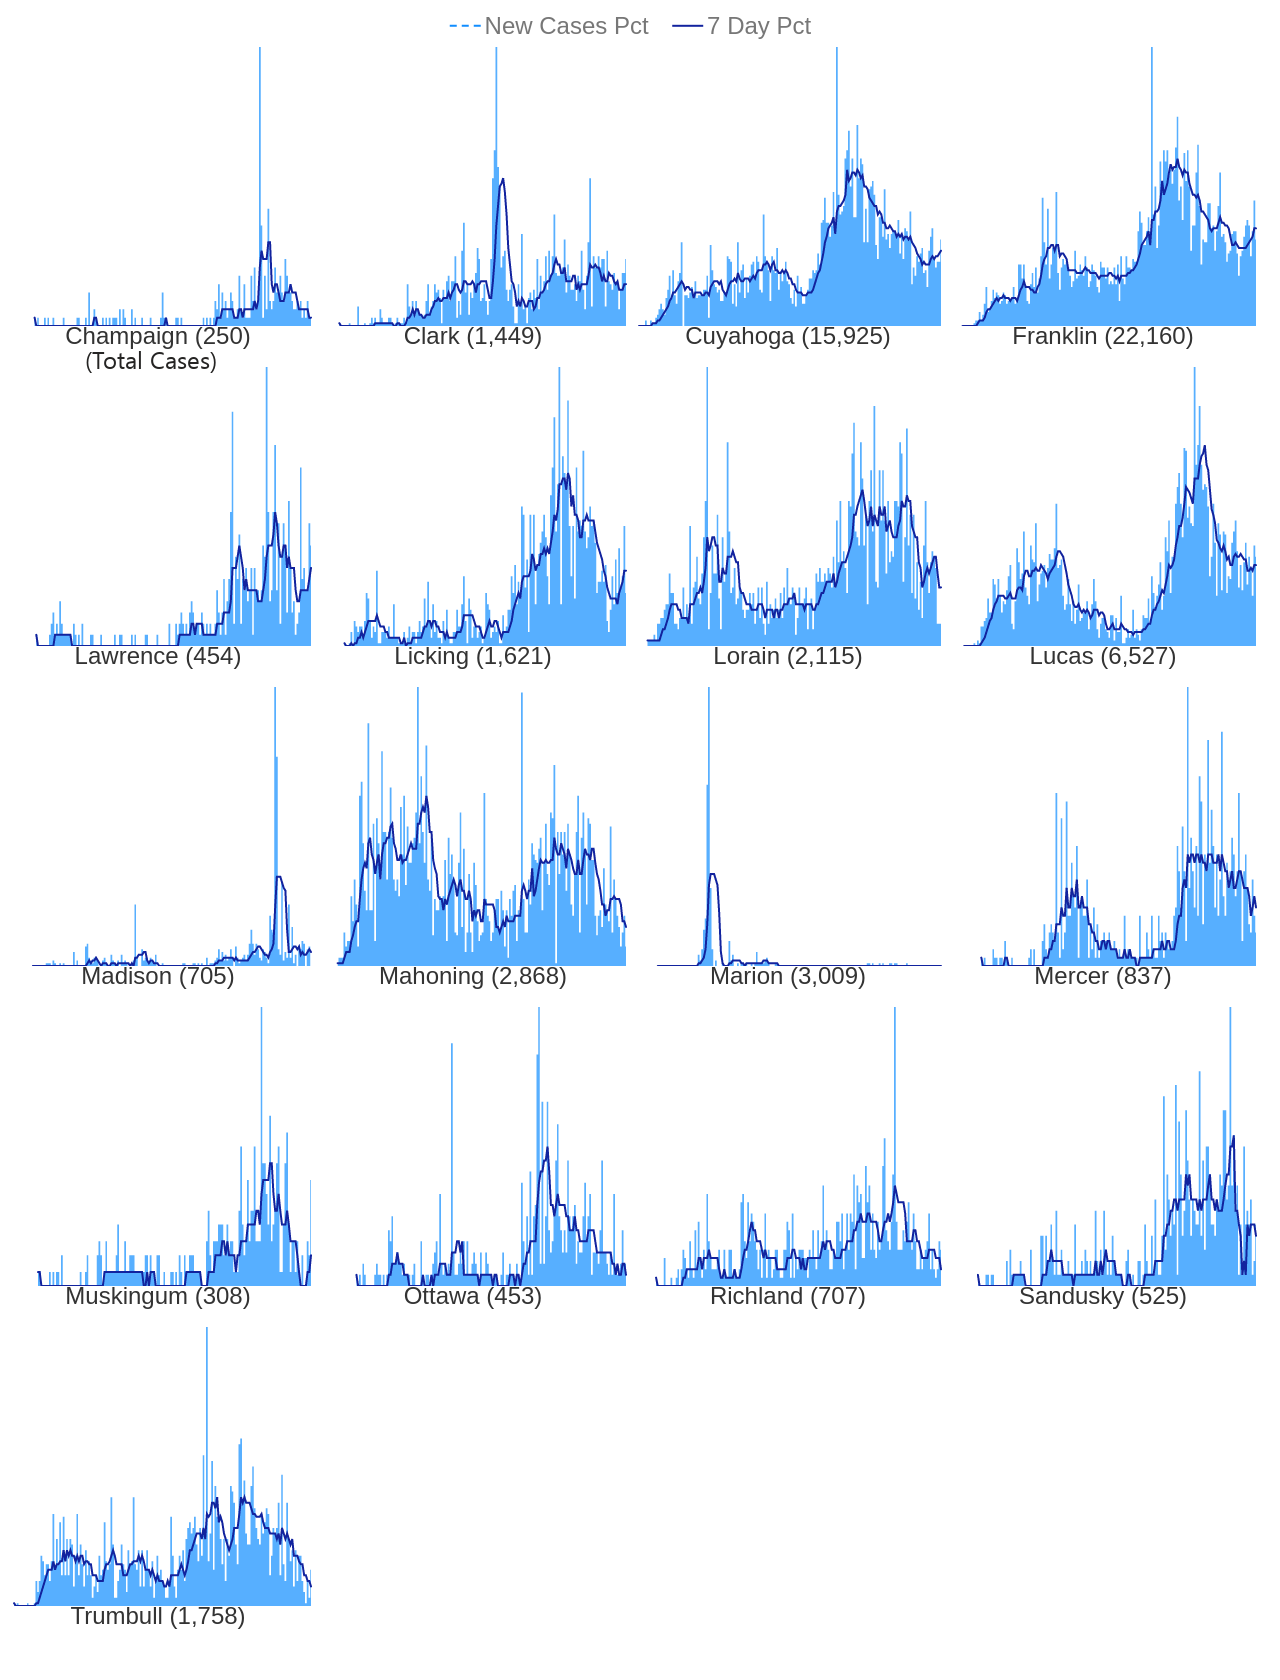 New Cases Pct 7 Day Pct
Champaign (250) Clark (1,449) Cuyahoga (15,925) Franklin (22,160)
(Total Cases)
Lawrence (454) Licking (1,621) Lorain (2,115) Lucas (6,527)
Madison (705) Mahoning (2,868) Marion (3,009) Mercer (837)
Muskingum (308) Ottawa (453) Richland (707) Sandusky (525)
Trumbull (1,758)